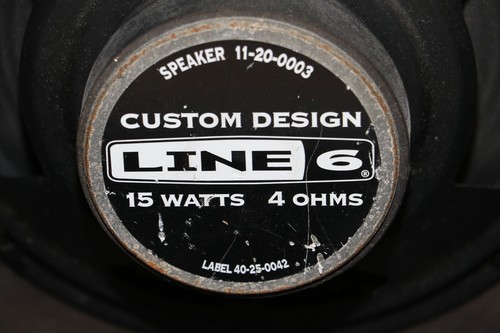 SPEAKER 11-20-0003
CUSTOM DESIGN
LINE 6®
15 WATTS 4 OHMS
LABEL 40-25-0042